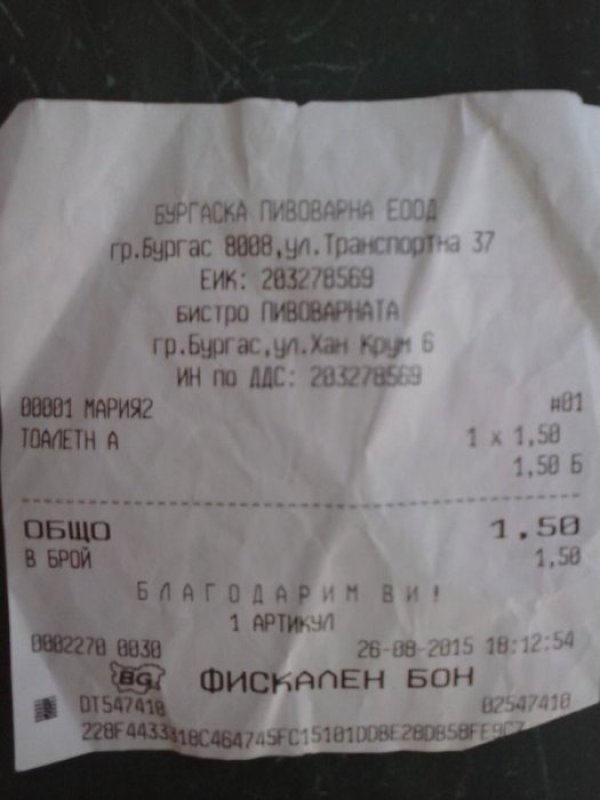 БУРГАСКА ПИВОВАРНА ЕООД
гр.Бургас 8008,ул.Транспортна 37
ЕИК: 203278569
БИСТРО ПИВОВАРНАТА
гр.Бургас,ул.Хан Крум 6
ИН по ДДС: 203278569
00001 МАРИЯ2 #01
ТОАЛЕТН А 1 x 1,50
1,50 Б
ОБЩО 1,50
В БРОЙ 1,50
БЛАГОДАРИМ ВИ!
1 АРТИКУЛ
0002270 0030 26-08-2015 18:12:54
BG ФИСКАЛЕН БОН
DT547418 02547418